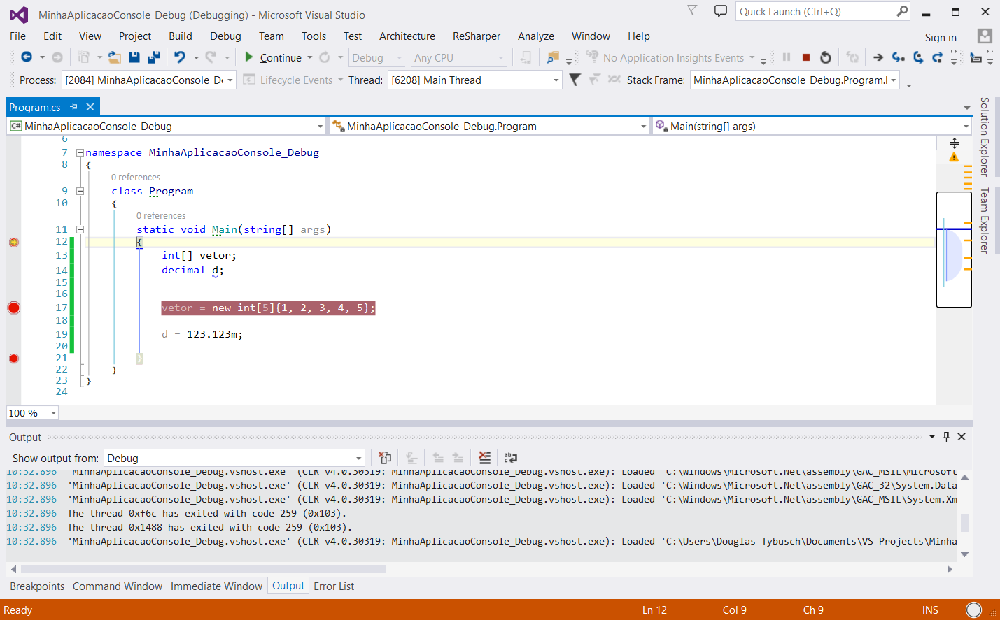 MinhaAplicacaoConsole_Debug (Debugging) - Microsoft Visual Studio
Quick Launch (Ctrl+Q)
File Edit View Project Build Debug Team Tools Test Architecture ReSharper Analyze Window Help
Sign in
Continue Debug Any CPU No Application Insights Events
Process: [2084] MinhaAplicacaoConsole_De Lifecycle Events Thread: [6208] Main Thread Stack Frame: MinhaAplicacaoConsole_Debug.Program.
Program.cs
C# MinhaAplicacaoConsole_Debug MinhaAplicacaoConsole_Debug.Program Main(string[] args)
6
7 namespace MinhaAplicacaoConsole_Debug
8 {
0 references
9 class Program
10 {
0 references
11 static void Main(string[] args)
12 {
13 int[] vetor;
14 decimal d;
15
16
17 vetor = new int[5]{1, 2, 3, 4, 5};
18
19 d = 123.123m;
20
21 }
22 }
23 }
24
100 %
Solution Explorer
Team Explorer
Output
Show output from: Debug
10:32.896 'MinhaAplicacaoConsole_Debug.vshost.exe' (CLR v4.0.30319: MinhaAplicacaoConsole_Debug.vshost.exe): Loaded 'C:\Windows\Microsoft.Net\assembly\GAC_MSIL\Microsoft
10:32.896 'MinhaAplicacaoConsole_Debug.vshost.exe' (CLR v4.0.30319: MinhaAplicacaoConsole_Debug.vshost.exe): Loaded 'C:\Windows\Microsoft.Net\assembly\GAC_32\System.Data
10:32.896 'MinhaAplicacaoConsole_Debug.vshost.exe' (CLR v4.0.30319: MinhaAplicacaoConsole_Debug.vshost.exe): Loaded 'C:\Windows\Microsoft.Net\assembly\GAC_MSIL\System.Xm
10:32.896 The thread 0xf6c has exited with code 259 (0x103).
10:32.896 The thread 0x1488 has exited with code 259 (0x103).
10:32.896 'MinhaAplicacaoConsole_Debug.vshost.exe' (CLR v4.0.30319: MinhaAplicacaoConsole_Debug.vshost.exe): Loaded 'C:\Users\Douglas Tybusch\Documents\VS Projects\Minha
Breakpoints Command Window Immediate Window Output Error List
Ready Ln 12 Col 9 Ch 9 INS